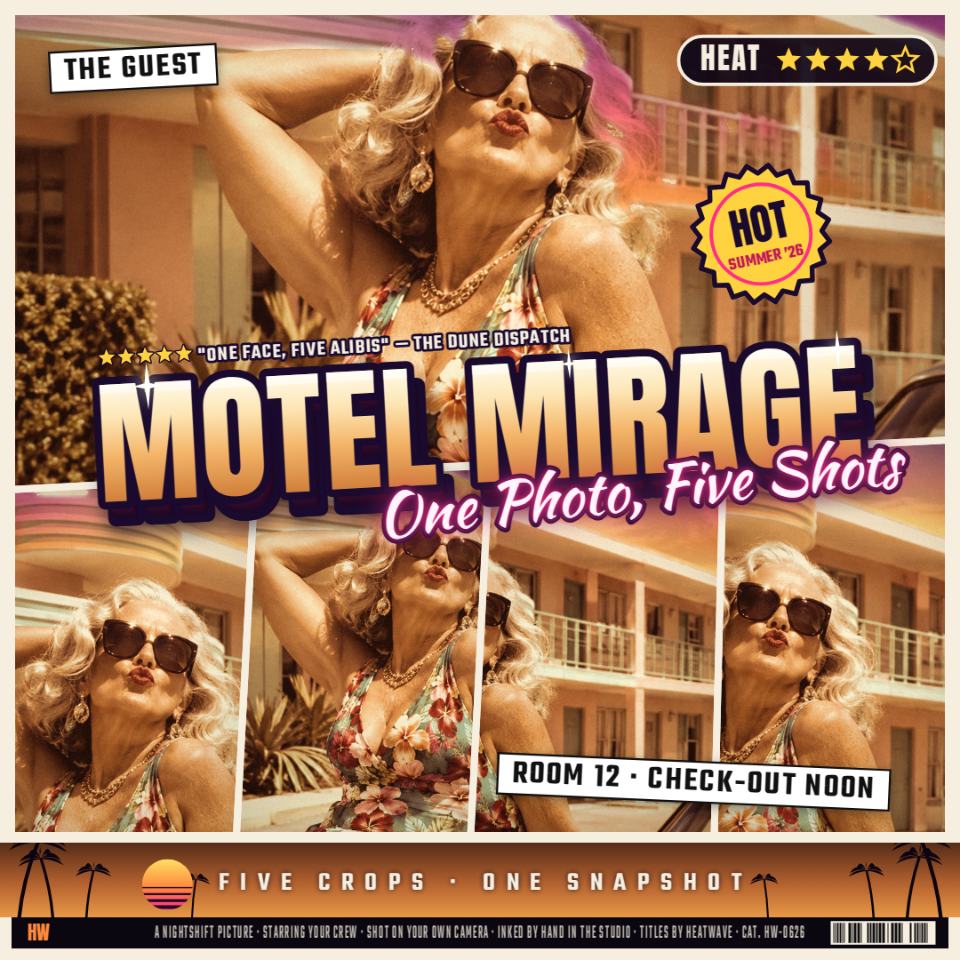 THE GUEST
HEAT
HOT
SUMMER '26
"ONE FACE, FIVE ALIBIS" — THE DUNE DISPATCH
MOTEL MIRAGE
One Photo, Five Shots
ROOM 12 · CHECK-OUT NOON
FIVE CROPS · ONE SNAPSHOT
HW
A NIGHTSHIFT PICTURE · STARRING YOUR CREW · SHOT ON YOUR OWN CAMERA · INKED BY HAND IN THE STUDIO · TITLES BY HEATWAVE · CAT. HW-0626